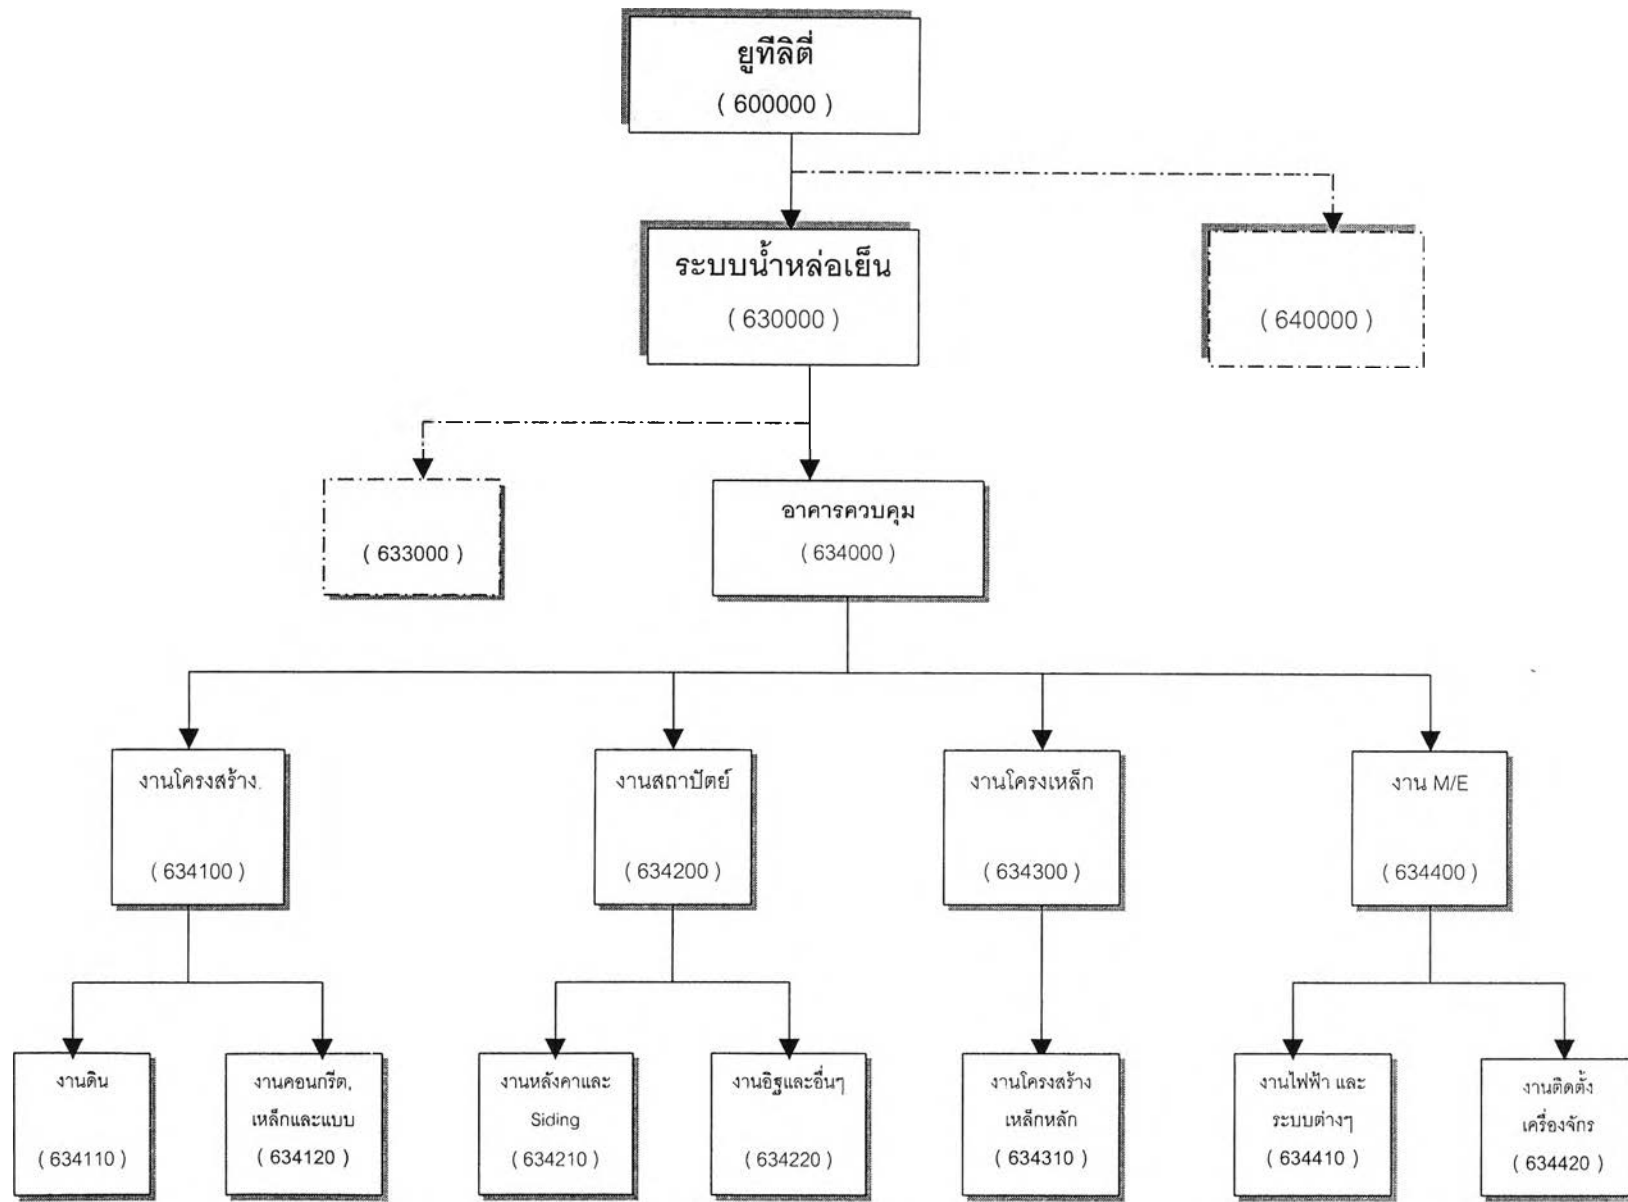 ยูทีลิตี่
( 600000 )
ระบบน้ำหล่อเย็น
( 630000 )
( 640000 )
( 633000 )
อาคารควบคุม
( 634000 )
งานโครงสร้าง.
( 634100 )
งานสถาปัตย์
( 634200 )
งานโครงเหล็ก
( 634300 )
งาน M/E
( 634400 )
งานดิน
( 634110 )
งานคอนกรีต,
เหล็กและแบบ
( 634120 )
งานหลังคาและ
Siding
( 634210 )
งานอิฐและอื่นๆ
( 634220 )
งานโครงสร้าง
เหล็กหลัก
( 634310 )
งานไฟฟ้า และ
ระบบต่างๆ
( 634410 )
งานติดตั้ง
เครื่องจักร
( 634420 )